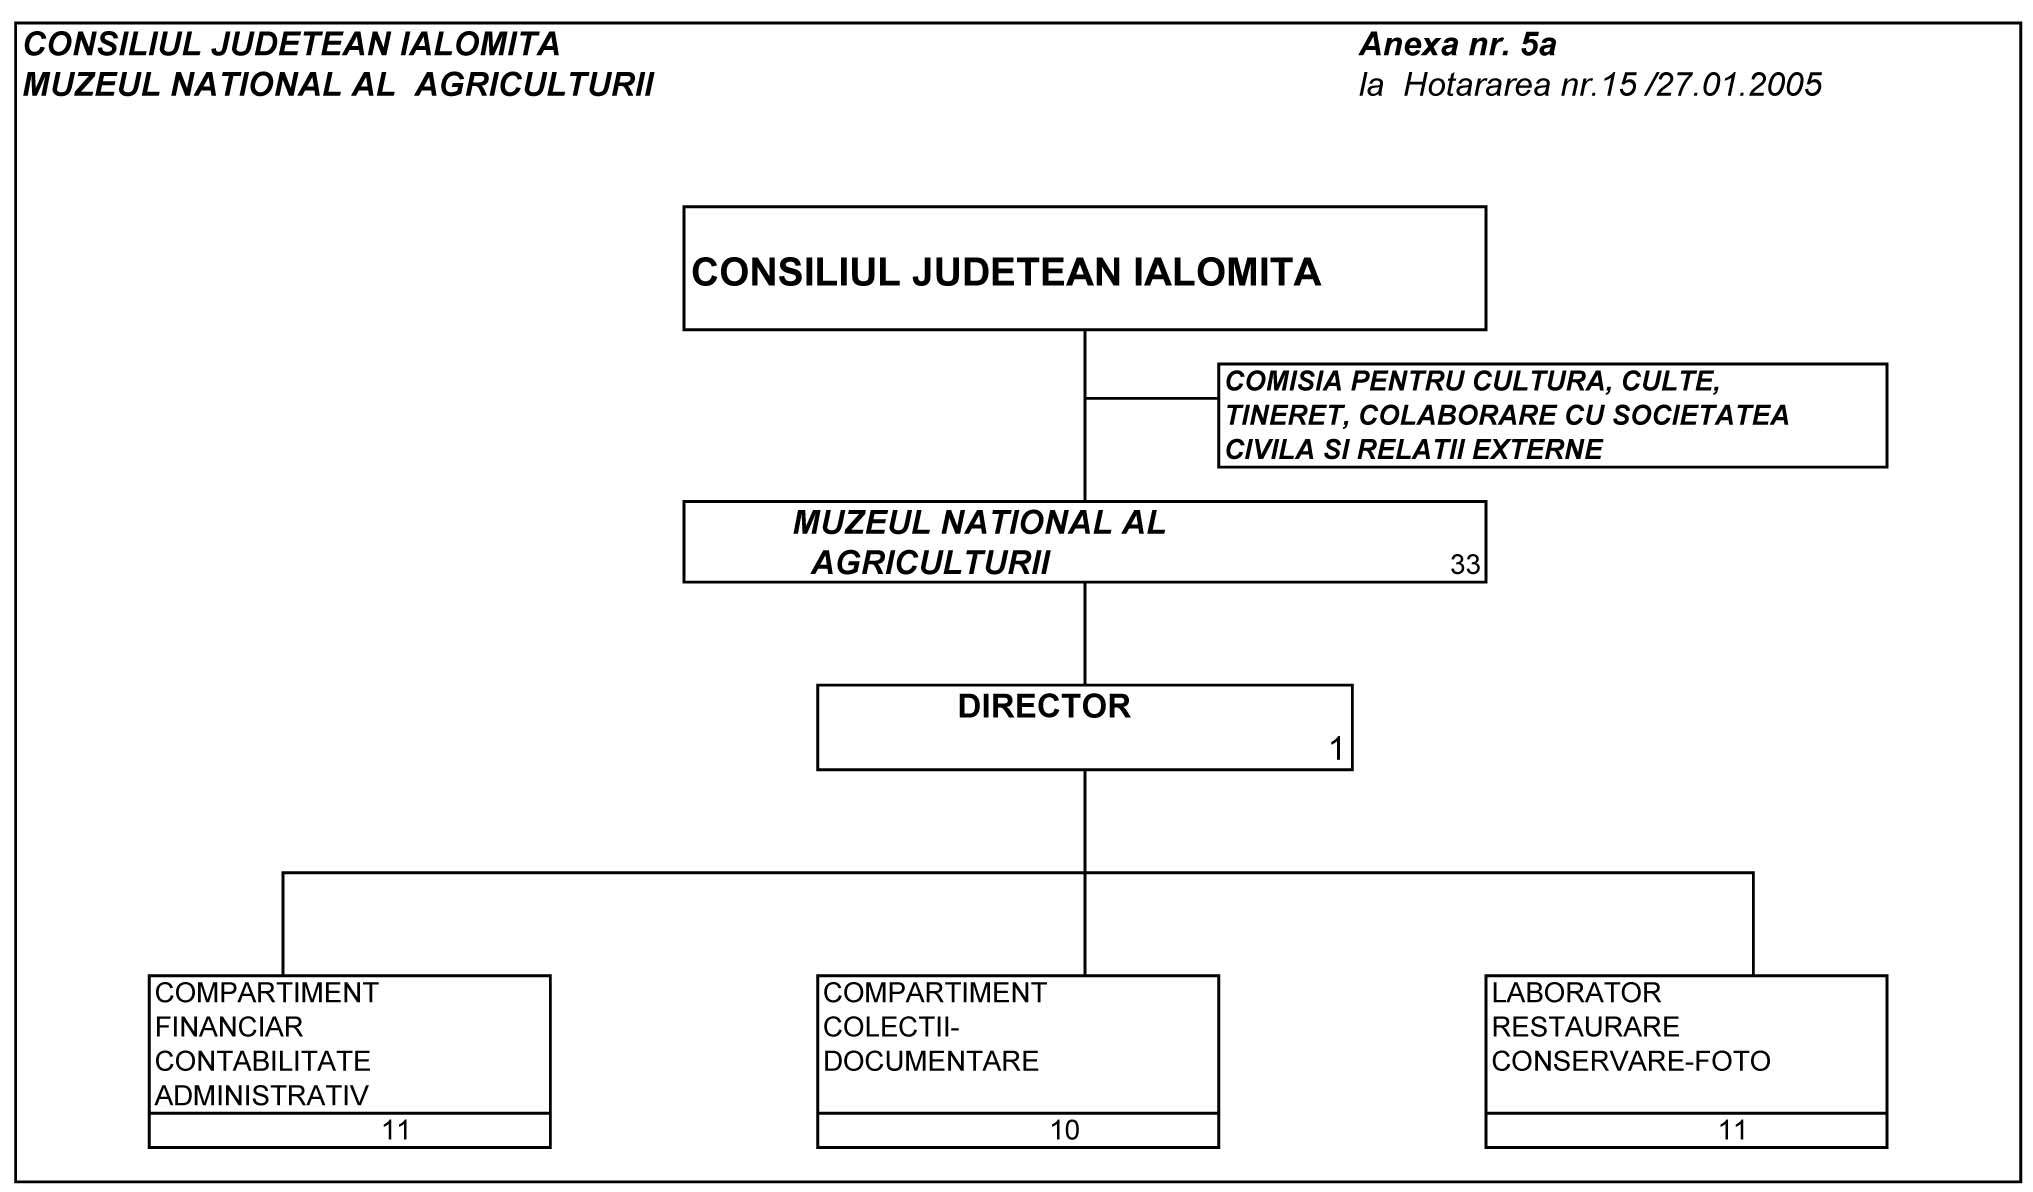 CONSILIUL JUDETEAN IALOMITA
MUZEUL NATIONAL AL AGRICULTURII
Anexa nr. 5a
la Hotararea nr.15 /27.01.2005
CONSILIUL JUDETEAN IALOMITA
COMISIA PENTRU CULTURA, CULTE,
TINERET, COLABORARE CU SOCIETATEA
CIVILA SI RELATII EXTERNE
MUZEUL NATIONAL AL
AGRICULTURII
33
DIRECTOR
1
COMPARTIMENT
FINANCIAR
CONTABILITATE
ADMINISTRATIV
11
COMPARTIMENT
COLECTII-
DOCUMENTARE
10
LABORATOR
RESTAURARE
CONSERVARE-FOTO
11